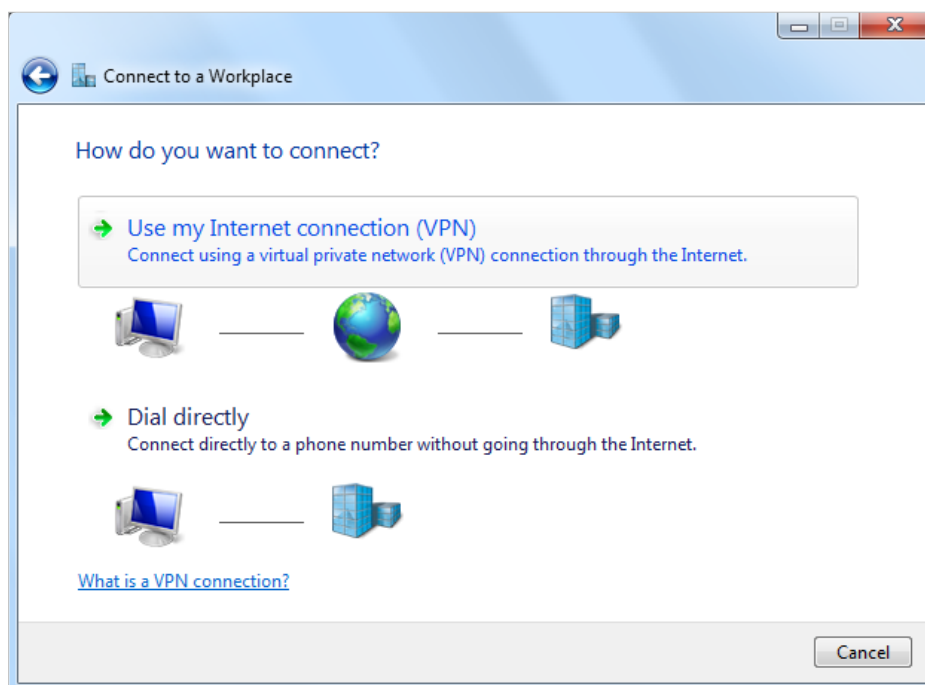 Connect to a Workplace
How do you want to connect?
Use my Internet connection (VPN)
Connect using a virtual private network (VPN) connection through the Internet.
Dial directly
Connect directly to a phone number without going through the Internet.
What is a VPN connection?
Cancel